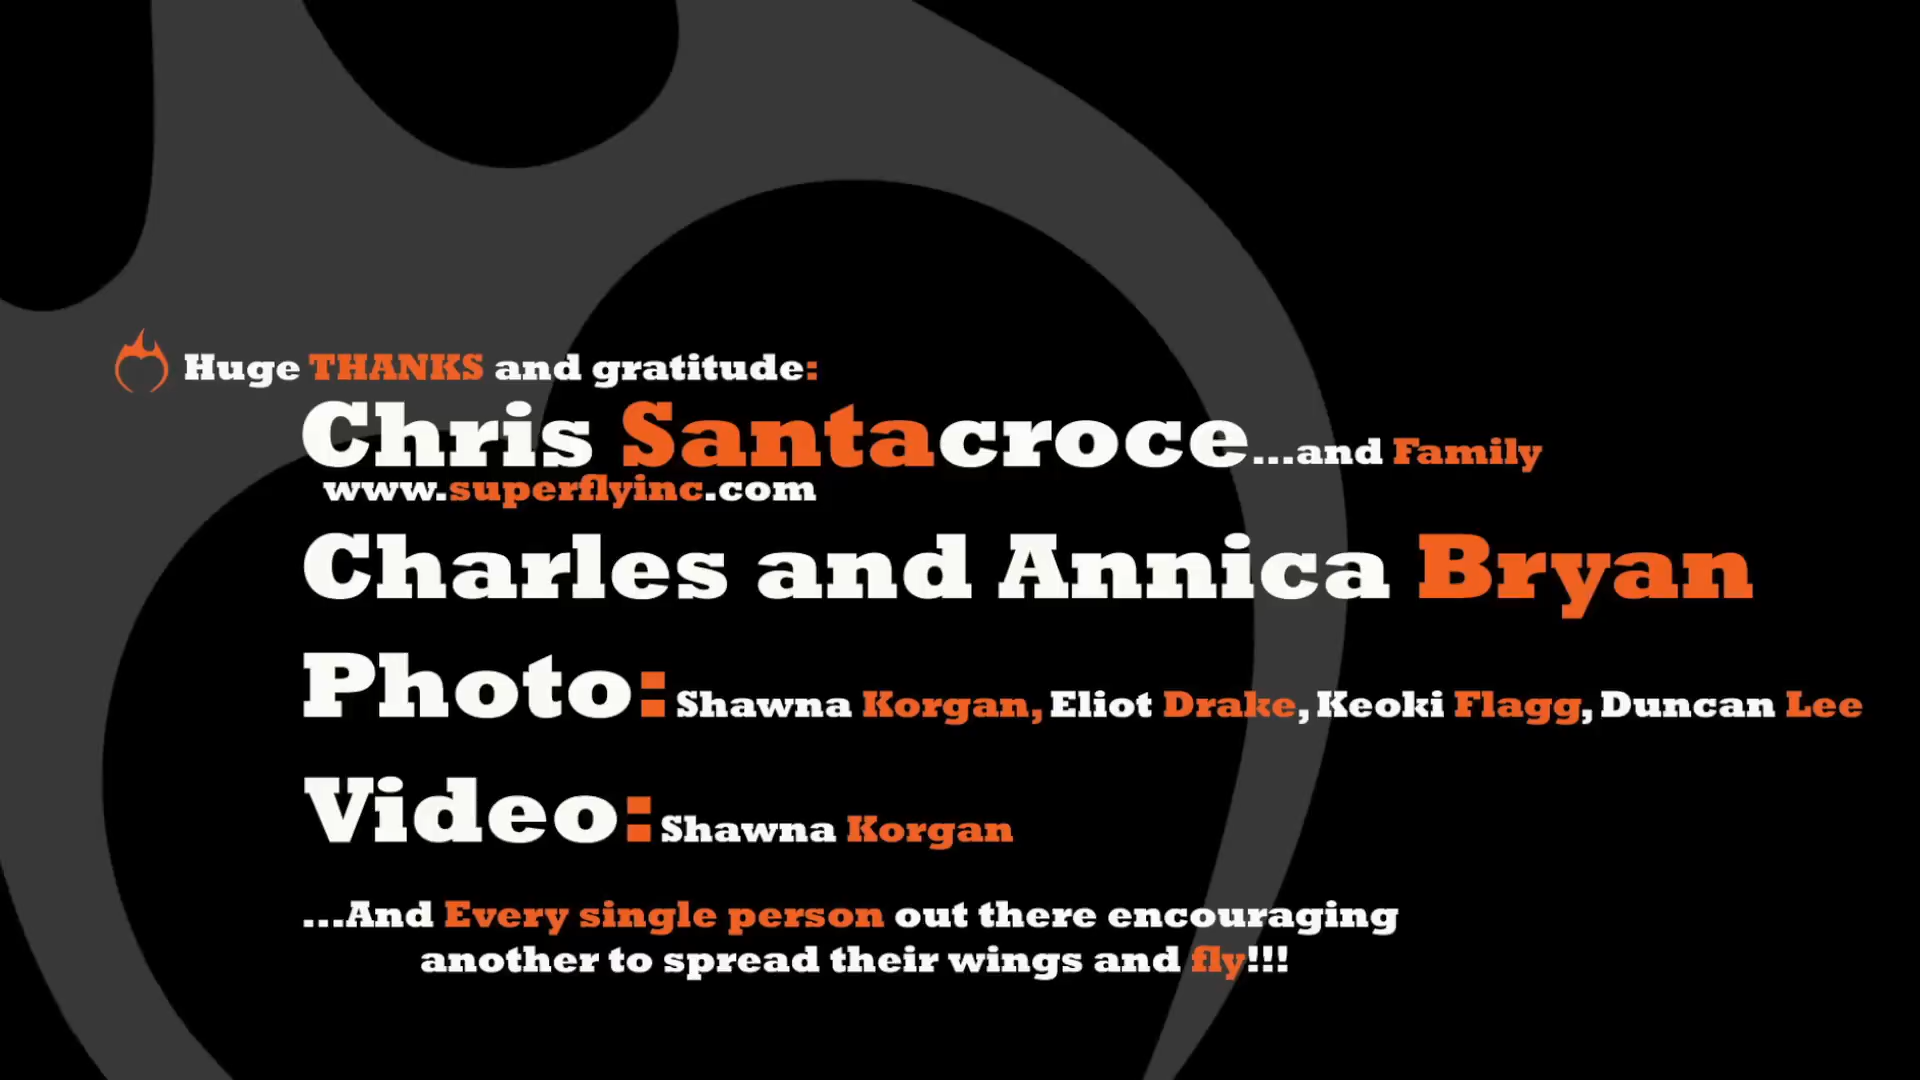 Huge THANKS and gratitude:
Chris Santacroce...and Family
www.superflyinc.com
Charles and Annica Bryan
Photo: Shawna Korgan, Eliot Drake, Keoki Flagg, Duncan Lee
Video: Shawna Korgan
...And Every single person out there encouraging
another to spread their wings and fly!!!